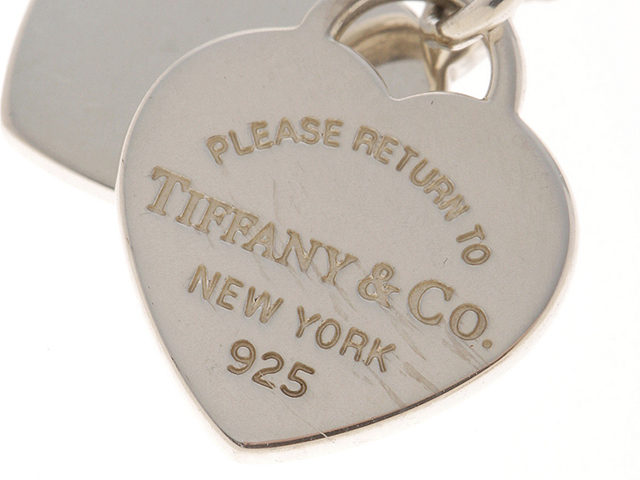 PLEASE RETURN TO
TIFFANY & CO.
NEW YORK
925